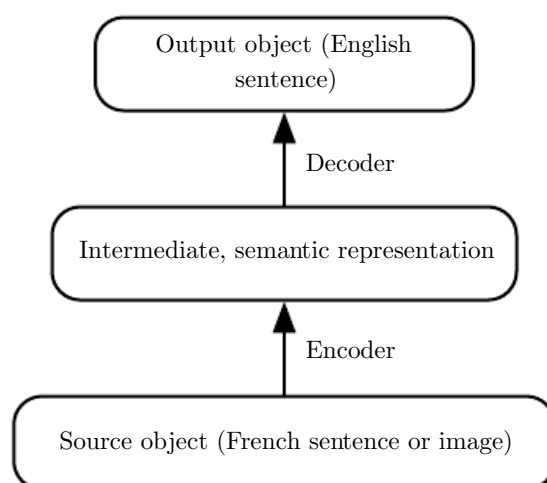 Output object (English
sentence)
Decoder
Intermediate, semantic representation
Encoder
Source object (French sentence or image)